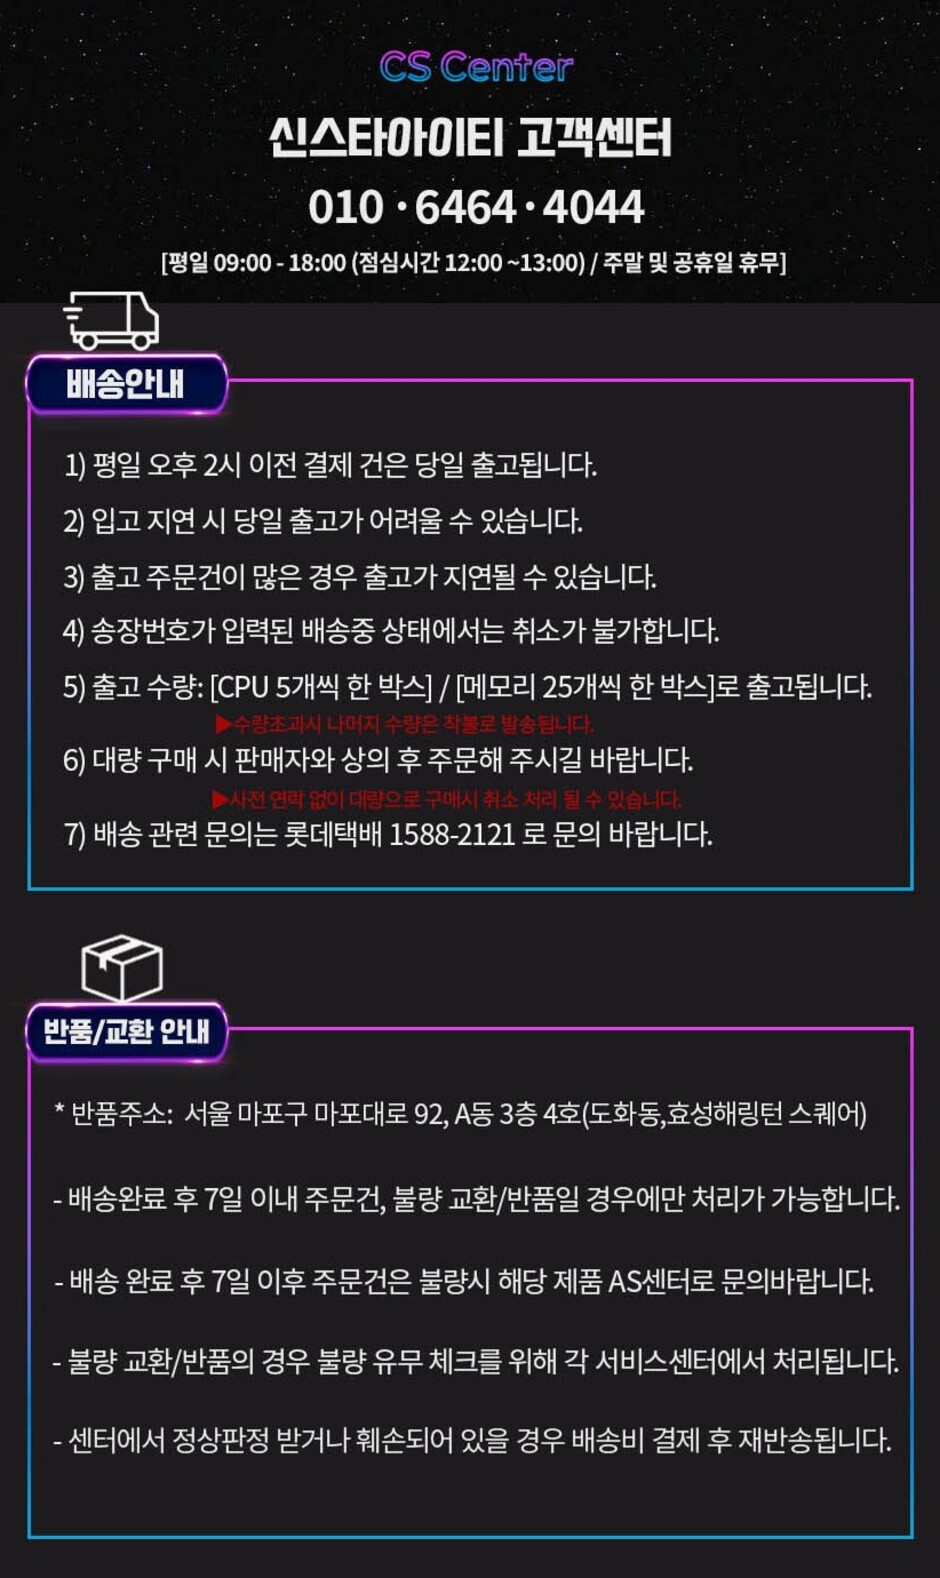 CS Center
신스타아이티 고객센터
010 · 6464 · 4044
[평일 09:00 - 18:00 (점심시간 12:00 ~13:00) / 주말 및 공휴일 휴무]
배송안내
1) 평일 오후 2시 이전 결제 건은 당일 출고됩니다.
2) 입고 지연 시 당일 출고가 어려울 수 있습니다.
3) 출고 주문건이 많은 경우 출고가 지연될 수 있습니다.
4) 송장번호가 입력된 배송중 상태에서는 취소가 불가합니다.
5) 출고 수량: [CPU 5개씩 한 박스] / [메모리 25개씩 한 박스]로 출고됩니다.
▶수량초과시 나머지 수량은 착불로 발송됩니다.
6) 대량 구매 시 판매자와 상의 후 주문해 주시길 바랍니다.
▶사전 연락 없이 대량으로 구매시 취소 처리 될 수 있습니다.
7) 배송 관련 문의는 롯데택배 1588-2121 로 문의 바랍니다.
반품/교환 안내
* 반품주소: 서울 마포구 마포대로 92, A동 3층 4호(도화동,효성해링턴 스퀘어)
- 배송완료 후 7일 이내 주문건, 불량 교환/반품일 경우에만 처리가 가능합니다.
- 배송 완료 후 7일 이후 주문건은 불량시 해당 제품 AS센터로 문의바랍니다.
- 불량 교환/반품의 경우 불량 유무 체크를 위해 각 서비스센터에서 처리됩니다.
- 센터에서 정상판정 받거나 훼손되어 있을 경우 배송비 결제 후 재반송됩니다.